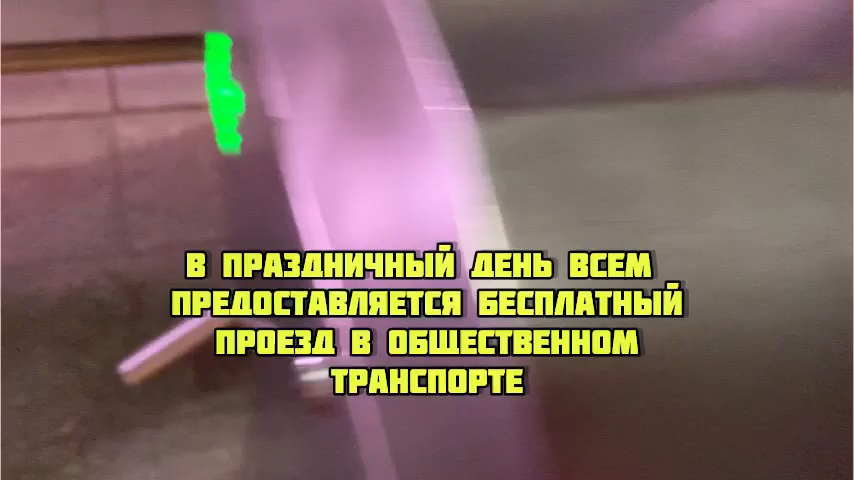 В ПРАЗДНИЧНЫЙ ДЕНЬ ВСЕМ
ПРЕДОСТАВЛЯЕТСЯ БЕСПЛАТНЫЙ
ПРОЕЗД В ОБЩЕСТВЕННОМ
ТРАНСПОРТЕ